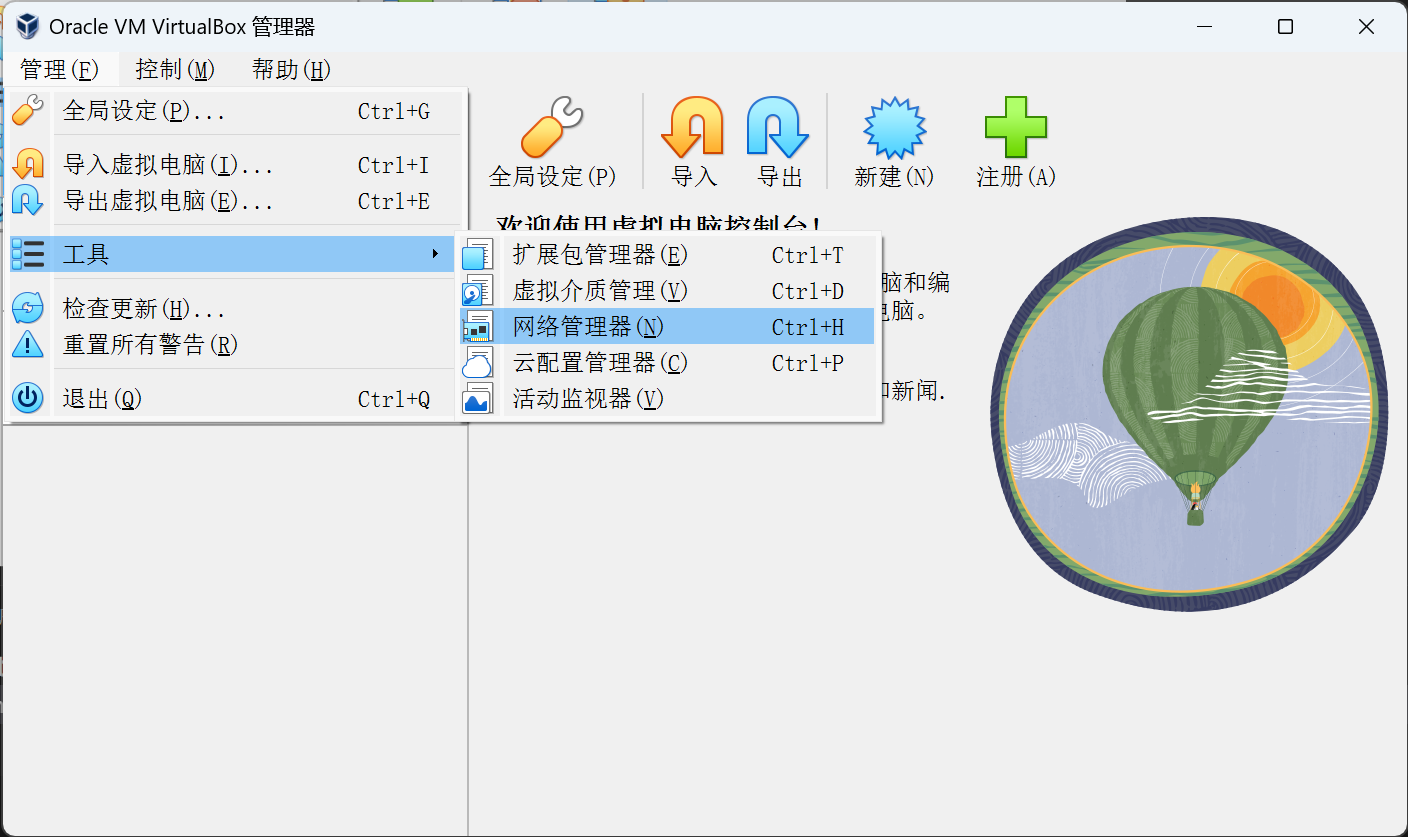 Oracle VM VirtualBox 管理器
管理(F) 控制(M) 帮助(H)
全局设定(P)... Ctrl+G
导入虚拟电脑(I)... Ctrl+I
导出虚拟电脑(E)... Ctrl+E
工具
检查更新(H)...
重置所有警告(R)
退出(Q) Ctrl+Q
全局设定(P) 导入 导出 新建(N) 注册(A)
欢迎使用虚拟电脑控制台!
扩展包管理器(E) Ctrl+T
虚拟介质管理(V) Ctrl+D
网络管理器(N) Ctrl+H
云配置管理器(C) Ctrl+P
活动监视器(V)
脑和编
电脑。
和新闻.